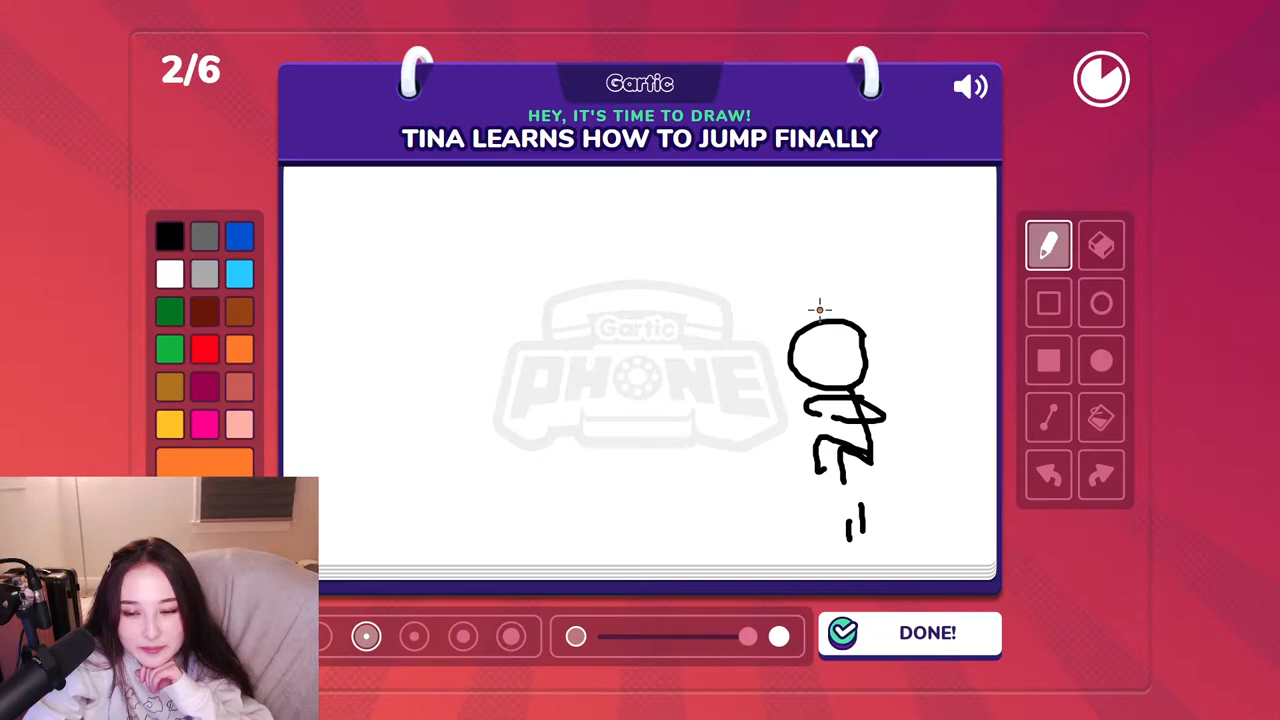 2/6
Gartic
HEY, IT'S TIME TO DRAW!
TINA LEARNS HOW TO JUMP FINALLY
Gartic
PHONE
DONE!